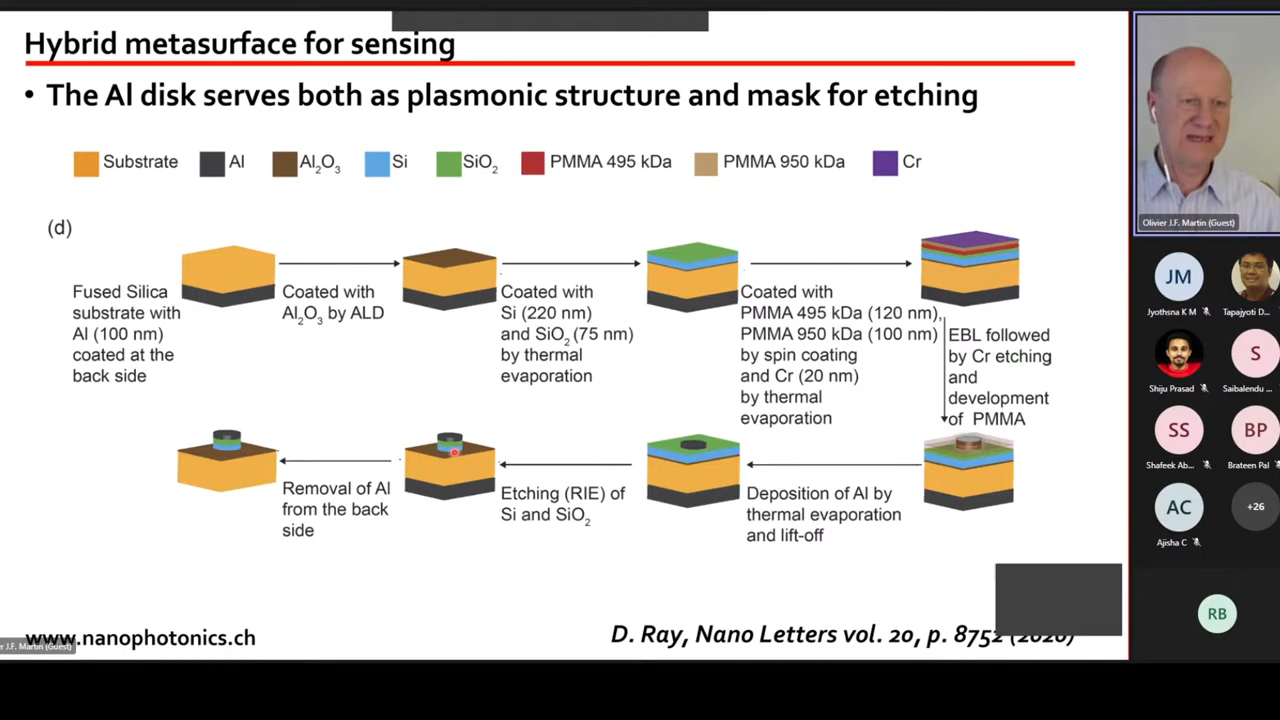 Hybrid metasurface for sensing
• The Al disk serves both as plasmonic structure and mask for etching
Substrate
Al
Al2O3
Si
SiO2
PMMA 495 kDa
PMMA 950 kDa
Cr
(d)
Fused Silica
substrate with
Al (100 nm)
coated at the
back side
Coated with
Al2O3 by ALD
Coated with
Si (220 nm)
and SiO2 (75 nm)
by thermal
evaporation
Coated with
PMMA 495 kDa (120 nm),
PMMA 950 kDa (100 nm)
by spin coating
and Cr (20 nm)
by thermal
evaporation
EBL followed
by Cr etching
and
development
of PMMA
Deposition of Al by
thermal evaporation
and lift-off
Etching (RIE) of
Si and SiO2
Removal of Al
from the back
side
www.nanophotonics.ch
D. Ray, Nano Letters vol. 20, p. 8752 (2020)
r J.F. Martin (Guest)
Olivier J.F. Martin (Guest)
JM
Jyothsna K M
Tapajyoti D...
Shiju Prasad
S
Saibalendu ...
SS
Shafeek Ab...
BP
Brateen Pal
AC
Ajisha C
+26
RB